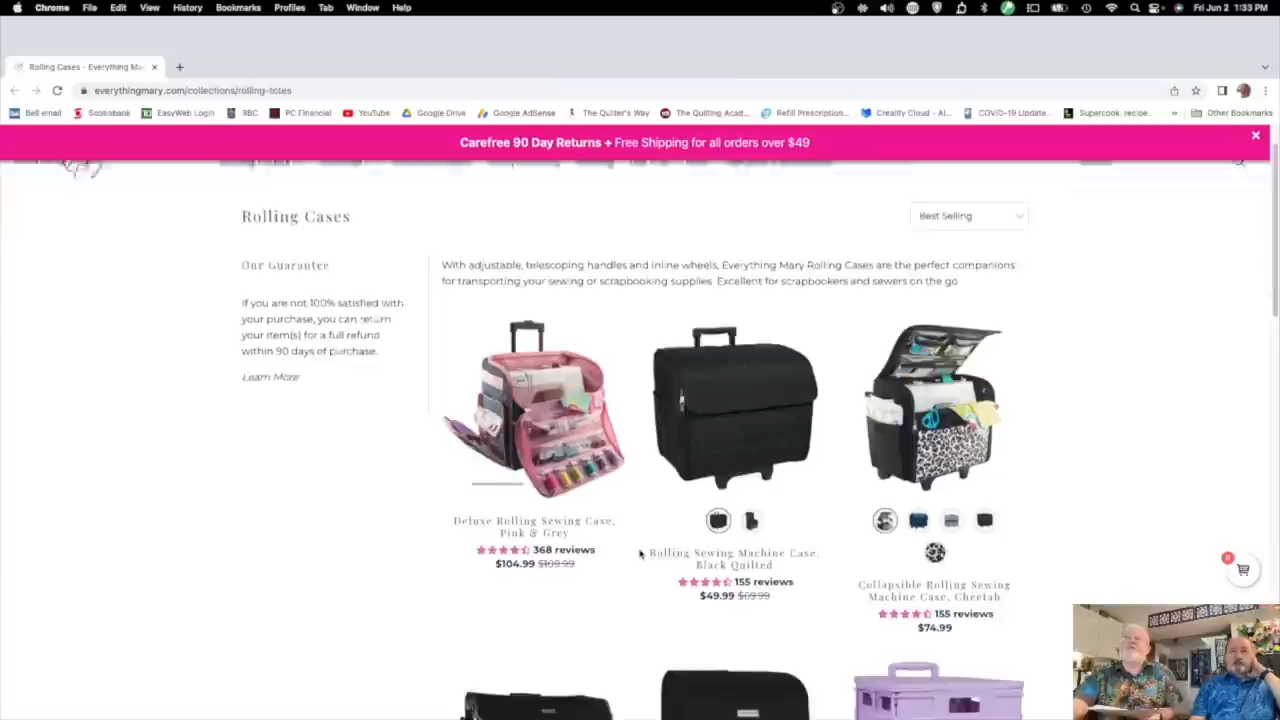 Chrome File Edit View History Bookmarks Profiles Tab Window Help Fri Jun 2 1:33 PM
Rolling Cases - Everything Ma
everythingmary.com/collections/rolling-totes
Bell email Scotiabank EasyWeb Login RBC PC Financial YouTube Google Drive Google AdSense The Quilter's Way The Quilting Acad... Refill Prescription... Creality Cloud - Al... COVID-19 Update... Supercook: recipe... » Other Bookmarks
Carefree 90 Day Returns + Free Shipping for all orders over $49
Rolling Cases
Best Selling
Our Guarantee
If you are not 100% satisfied with
your purchase, you can return
your item(s) for a full refund
within 90 days of purchase.
Learn More
With adjustable, telescoping handles and inline wheels, Everything Mary Rolling Cases are the perfect companions
for transporting your sewing or scrapbooking supplies. Excellent for scrapbookers and sewers on the go
Deluxe Rolling Sewing Case,
Pink & Grey
368 reviews
$104.99 $109.99
Rolling Sewing Machine Case,
Black Quilted
155 reviews
$49.99 $69.99
Collapsible Rolling Sewing
Machine Case, Cheetah
155 reviews
$74.99
0